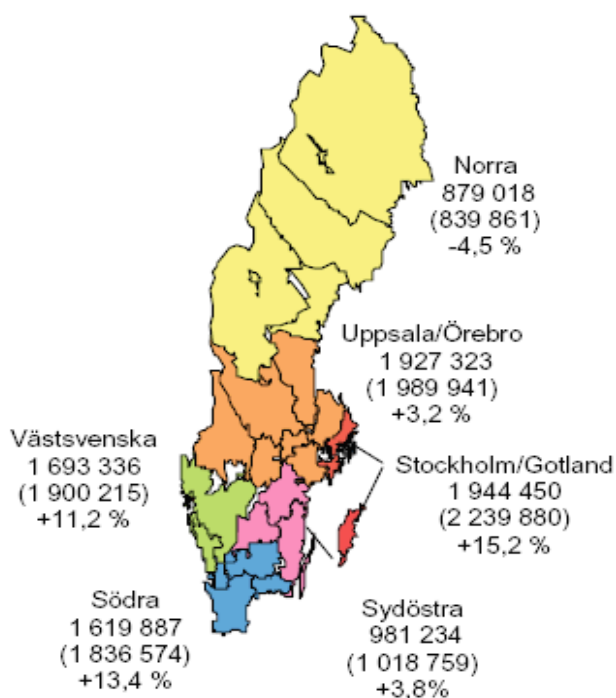 Norra
879 018
(839 861)
-4,5 %
Uppsala/Örebro
1 927 323
(1 989 941)
+3,2 %
Västsvenska
1 693 336
(1 900 215)
+11,2 %
Stockholm/Gotland
1 944 450
(2 239 880)
+15,2 %
Södra
1 619 887
(1 836 574)
+13,4 %
Sydöstra
981 234
(1 018 759)
+3,8%